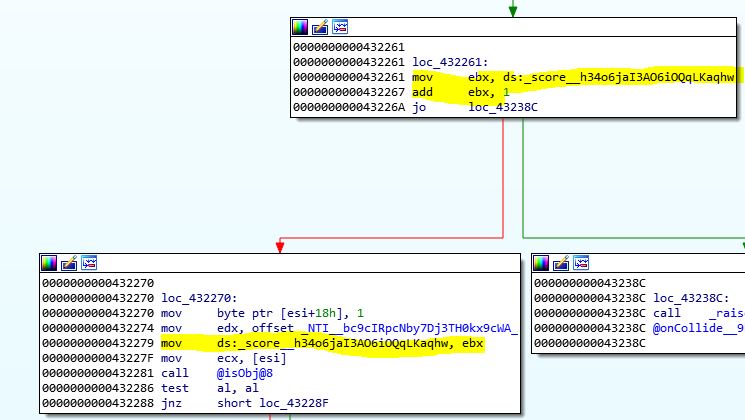 0000000000432261
0000000000432261 loc_432261:
0000000000432261 mov     ebx, ds:_score__h34o6jaI3AO6iOQqLKaqhw
0000000000432267 add     ebx, 1
000000000043226A jo      loc_43238C
0000000000432270
0000000000432270 loc_432270:
0000000000432270 mov     byte ptr [esi+18h], 1
0000000000432274 mov     edx, offset _NTI__bc9cIRpcNby7Dj3TH0kx9cWA_
0000000000432279 mov     ds:_score__h34o6jaI3AO6iOQqLKaqhw, ebx
000000000043227F mov     ecx, [esi]
0000000000432281 call    @isObj@8
0000000000432286 test    al, al
0000000000432288 jnz     short loc_43228F
000000000043238C
000000000043238C loc_43238C:
000000000043238C call    _rais
000000000043238C @onCollide__9
000000000043238C